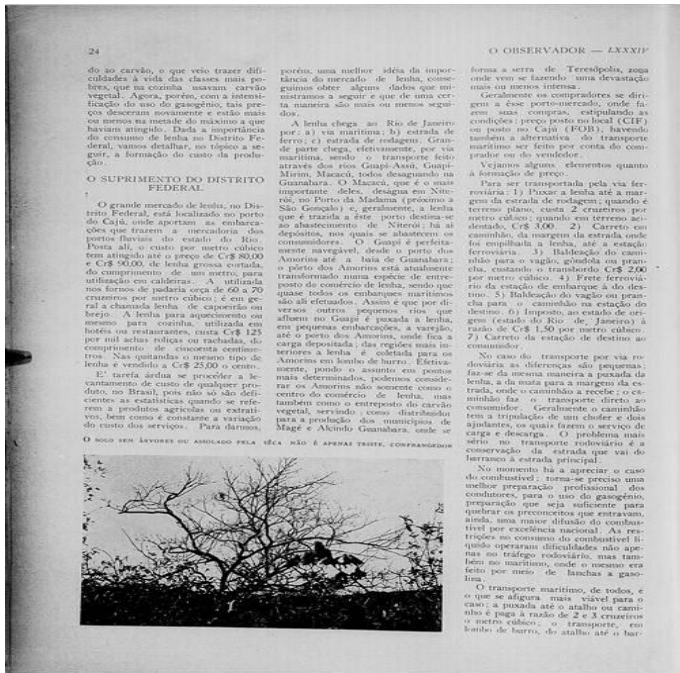 24
O OBSERVADOR — LXXXIV
do ao carvão, o que veio trazer difi-
culdades à vida das classes mais po-
bres, que na cozinha usavam carvão
vegetal. Agora, porém, com a intensi-
ficação do uso do gasogênio, tais pre-
ços desceram novamente e estão mais
ou menos na metade do máximo a que
haviam atingido. Dada a importância
do consumo de lenha no Distrito Fe-
deral, vamos detalhar, no tópico a se-
guir, a formação do custo da produ-
ção.
O SUPRIMENTO DO DISTRITO
FEDERAL
O grande mercado de lenha, no Dis-
trito Federal, está localizado no porto
do Cajú, onde aportam as embarca-
ções que trazem a mercadoria dos
portos fluviais do estado do Rio.
Posta ali, o custo por metro cúbico
tem atingido até o preço de Cr$ 80,00
e Cr$ 90,00, de lenha grossa cortada,
do cumprimento de um metro, para
utilização em caldeiras. A utilizada
nos fornos de padaria orça de 60 a 70
cruzeiros por metro cúbico; é em ge-
ral a chamada lenha de capoeirão ou
brejo. A lenha para aquecimento ou
mesmo para cozinha, utilizada em
hotéis ou restaurantes, custa Cr$ 125
por mil achas roliças ou rachadas, do
comprimento de cincoenta centíme-
tros. Nas quitandas o mesmo tipo de
lenha é vendido a Cr$ 25,00 o cento.
E' tarefa árdua se procéder a le-
vantamento de custo de qualquer pro-
duto, no Brasil, pois não só são defi-
cientes as estatísticas quando se refe-
rem a produtos agrícolas ou extrati-
vos, bem como é constante a variação
do custo dos serviços. Para darmos,
porém, uma melhor idéia da impor-
tância do mercado de lenha, conse-
guimos obter alguns dados que mi-
nistramos a seguir e que de uma cer-
ta maneira são mais ou menos segui-
dos.
A lenha chega ao Rio de Janeiro
por: a) via marítima; b) estrada de
ferro; c) estrada de rodagem. Gran-
de parte chega, efetivamente, por via
marítima, sendo o transporte feito
através dos rios Guapí-Assú, Guapí-
Mirim, Macacú, todos desaguando na
Guanabara. O Macacú, que é o mais
importante deles, deságua em Nite-
rói, no Porto da Madama (próximo a
São Gonçalo) e, geralmente, a lenha
que é trazida a êste porto destina-se
ao abastecimento de Niterói; há aí
depósitos, nos quais se abastecem os
consumidores. O Guapí é perfeita-
mente navegável, desde o porto dos
Amorins até a baía de Guanabara;
o pôrto dos Amorins está atualmente
transformado numa espécie de entre-
posto do comércio de lenha, sendo que
quase todos os embarques marítimos
são ali efetuados. Assim é que por di-
versos outros pequenos rios que
afluem no Guapí é puxada a lenha,
em pequenas embarcações, a varejão,
até o porto dos Amorins, onde fica a
carga depositada; das regiões mais in-
teriores a lenha é coletada para os
Amorins em lombo de burro. Efetiva-
mente, pondo o assunto em pontos
mais determinados, podemos conside-
rar os Amorins não somente como o
centro do comércio de lenha, mas
também como o entreposto do carvão
vegetal, servindo como distribuidor
para a produção dos municípios de
Magé e Alcindo Guanabara, onde se
O SOLO SEM ÁRVORES OU ASSOLADO PELA SÊCA NÃO É APENAS TRISTE, CONFRANGEDOR
forma a serra de Teresópolis, zona
onde vem se fazendo uma devastação
mais ou menos intensa.
Geralmente os compradores se diri-
gem a êsse porto-mercado, onde fa-
zem suas compras, estipulando as
condições: preço posto no local (CIF)
ou posto no Cajú (FOB), havendo
também a alternativa do transporte
marítimo ser feito por conta do com-
prador ou do vendedor.
Vejamos alguns elementos quanto
à formação de preço.
Para ser transportada pela via fer-
roviária: 1) Puxar a lenha até a mar-
gem da estrada de rodagem; quando é
terreno plano, custa 2 cruzeiros por
metro cúbico; quando em terreno aci-
dentado, Cr$ 3,00. 2) Carreto em
caminhão, da margem da estrada, onde
foi empilhada a lenha, até a estação
ferroviária. 3) Baldeação do cami-
nhão para o vagão, gôndola ou pran-
cha, custando o transbordo Cr$ 2,00
por metro cúbico. 4) Frete ferroviá-
rio da estação de embarque à do des-
tino. 5) Baldeação do vagão ou pran-
cha para o caminhão na estação do
destino. 6) Imposto, ao estado de ori-
gem (estado do Rio de Janeiro) à
razão de Cr$ 1,50 por metro cúbico.
7) Carreto da estação de destino ao
consumidor.
No caso do transporte por via ro-
doviária as diferenças são pequenas;
faz-se da mesma maneira a puxada da
lenha, a da mata para a margem da es-
trada, onde o caminhão a recebe; o ca-
minhão faz o transporte direto ao
consumidor. Geralmente o caminhão
tem a tripulação de um chofer e dois
ajudantes, os quais fazem o serviço de
carga e descarga. O problema mais
sério no transporte rodoviário é a
conservação da estrada que vai do
barranco à estrada principal.
No momento há a apreciar o caso
do combustível; torna-se preciso uma
melhor preparação profissional dos
condutores, para o uso do gasogênio,
preparação que seja suficiente para
quebrar os preconceitos que entravam,
ainda, uma maior difusão do combus-
tível por excelência nacional. As res-
trições no consumo do combustível lí-
quido operaram dificuldades não ape-
nas no tráfego rodoviário, mas tam-
bém no marítimo, onde o mesmo era
feito por meio de lanchas a gaso-
lina.
O transporte marítimo, de todos, é
o que se afigura mais viável para o
caso; a puxada até o atalho ou cami-
nho é paga à razão de 2 e 3 cruzeiros
o metro cúbico; o transporte, em
lombo de burro, do atalho até o bar-